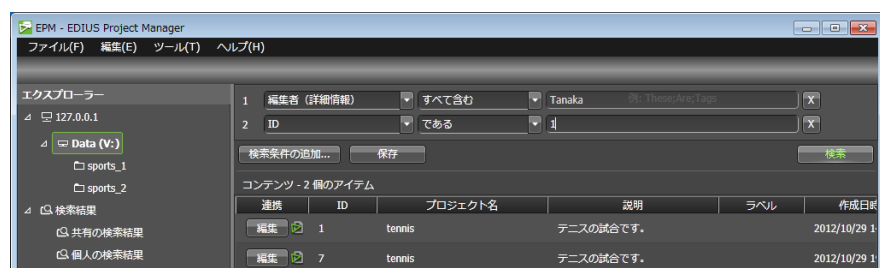 EPM - EDIUS Project Manager
ファイル(F) 編集(E) ツール(T) ヘルプ(H)
エクスプローラー
127.0.0.1
Data (V:)
sports_1
sports_2
検索結果
共有の検索結果
個人の検索結果
1 編集者（詳細情報） すべて含む Tanaka 例: These;Are;Tags X
2 ID である 1 X
検索条件の追加... 保存 検索
コンテンツ - 2 個のアイテム
連携 ID プロジェクト名 説明 ラベル 作成日時
編集 1 tennis テニスの試合です。 2012/10/29 1
編集 7 tennis テニスの試合です。 2012/10/29 1